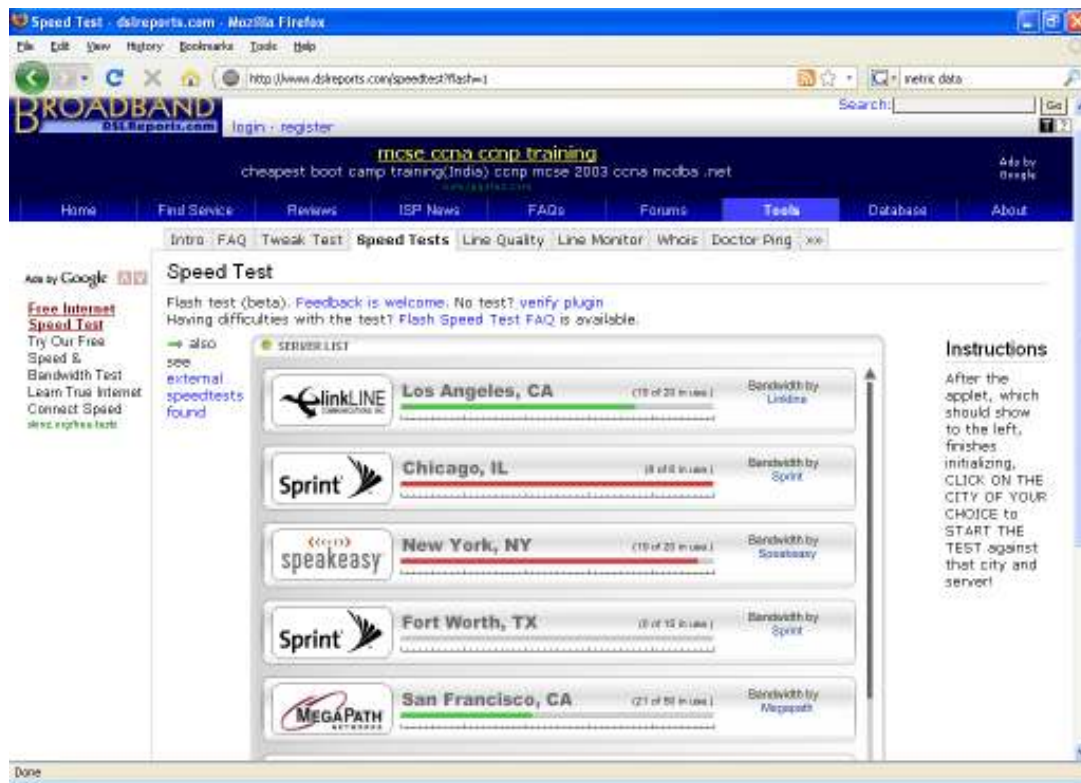 Speed Test - dslreports.com - Mozilla Firefox
File Edit View History Bookmarks Tools Help
http://www.dslreports.com/speedtest?flash=1
metric data
BROADBAND
DSLReports.com
login - register
Search:
Go
mcse ccna ccnp training
cheapest boot camp training(India) ccnp mcse 2003 ccna mcdba .net
Ads by
Google
Home Find Service Reviews ISP News FAQs Forums Tools Database About
Intro FAQ Tweak Test Speed Tests Line Quality Line Monitor Whois Doctor Ping >>
Ads by Google
Free Internet
Speed Test
Try Our Free
Speed &
Bandwidth Test
Learn True Internet
Connect Speed
Speed Test
Flash test (beta). Feedback is welcome. No test? verify plugin
Having difficulties with the test? Flash Speed Test FAQ is available.
also
see
external
speedtests
found
SERVER LIST
linkLINE
Los Angeles, CA
Bandwidth by
Linkline
Sprint
Chicago, IL
Bandwidth by
Sprint
speakeasy
New York, NY
Bandwidth by
Speakeasy
Sprint
Fort Worth, TX
Bandwidth by
Sprint
MEGAPATH
NETWORKS
San Francisco, CA
(21 of 50 in use)
Bandwidth by
Megapath
Instructions
After the
applet, which
should show
to the left,
finishes
initializing,
CLICK ON THE
CITY OF YOUR
CHOICE to
START THE
TEST against
that city and
server!
Done